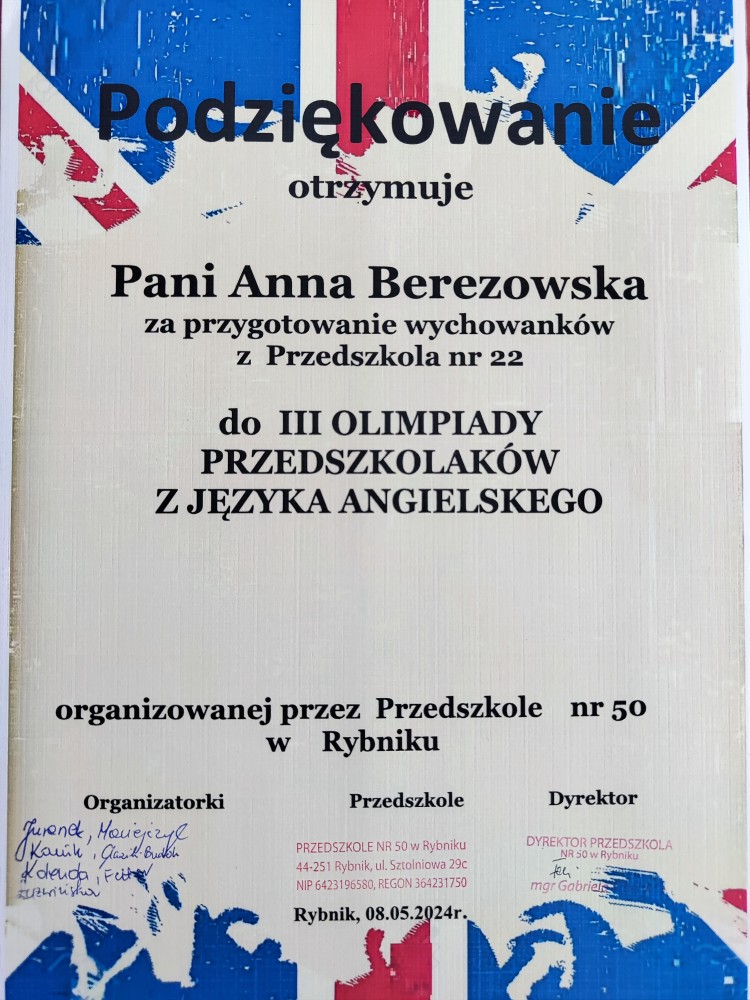 Podziękowanie
otrzymuje
Pani Anna Berezowska
za przygotowanie wychowanków
z Przedszkola nr 22
do III OLIMPIADY
PRZEDSZKOLAKÓW
Z JĘZYKA ANGIELSKEGO
organizowanej przez Przedszkole nr 50
w Rybniku
Organizatorki Przedszkole Dyrektor
PRZEDSZKOLE NR 50 w Rybniku
44-251 Rybnik, ul. Sztolniowa 29c
NIP 6423196580, REGON 364231750
DYREKTOR PRZEDSZKOLA
NR 50 w Rybniku
mgr
Rybnik, 08.05.2024r.